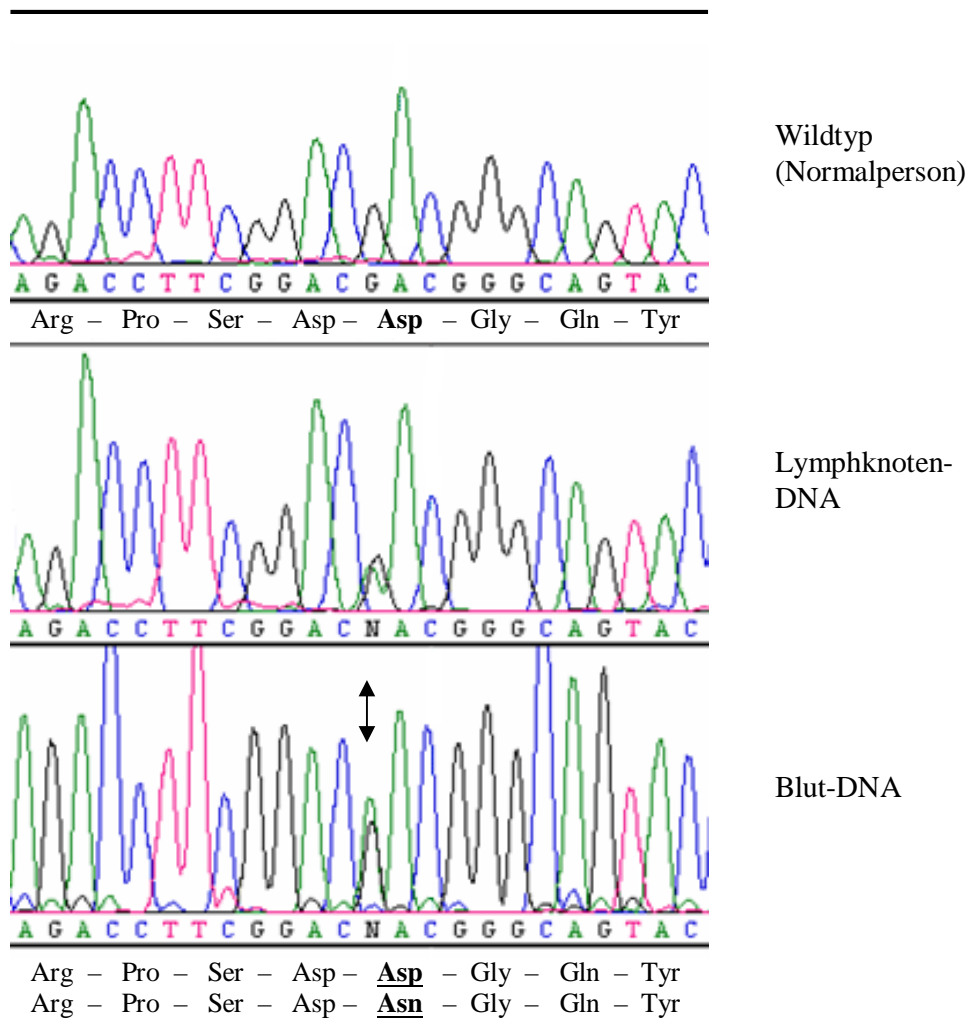 Wildtyp
(Normalperson)
A G A C C T T C G G A C G A C G G G C A G T A C
Arg – Pro – Ser – Asp – Asp – Gly – Gln – Tyr
Lymphknoten-
DNA
A G A C C T T C G G A C N A C G G G C A G T A C
Blut-DNA
A G A C C T T C G G A C N A C G G G C A G T A C
Arg – Pro – Ser – Asp – Asp – Gly – Gln – Tyr
Arg – Pro – Ser – Asp – Asn – Gly – Gln – Tyr